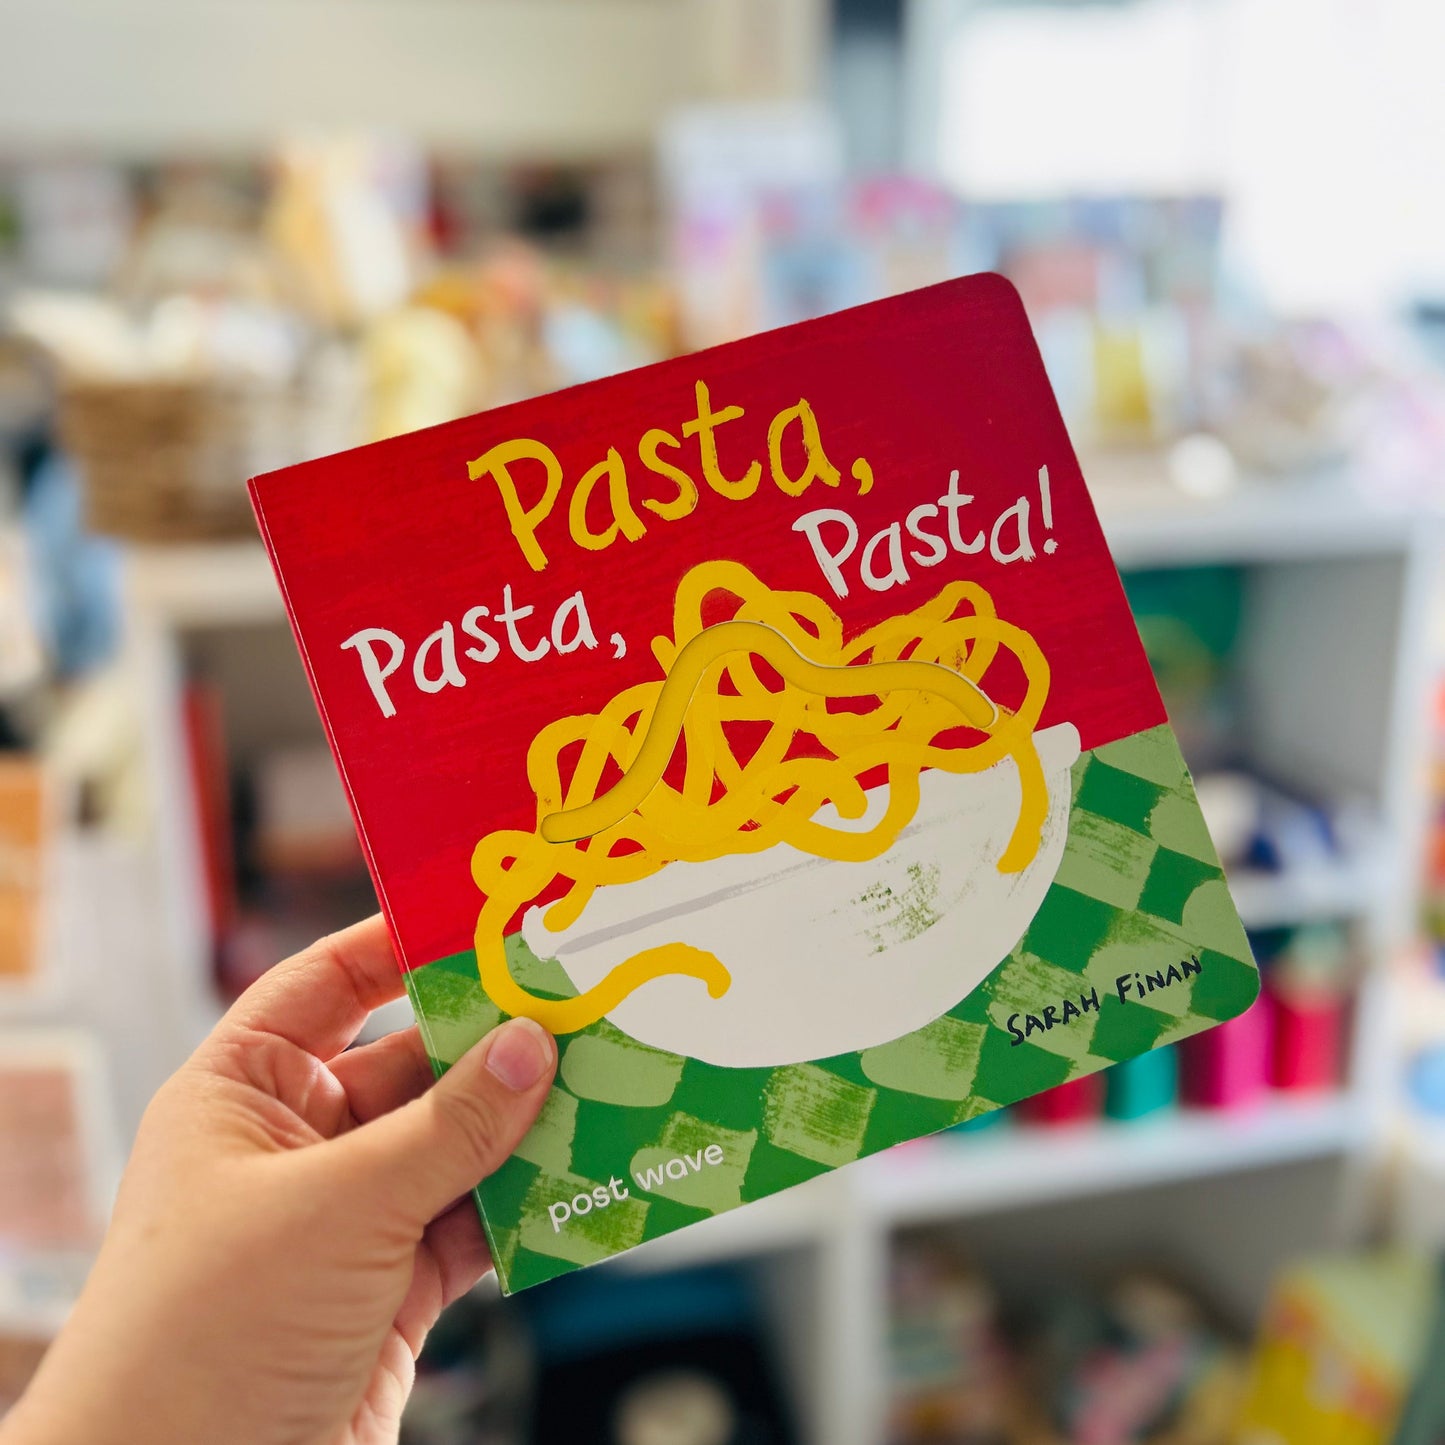 Pasta,
Pasta, Pasta!
SARAH FiNAN
post wave